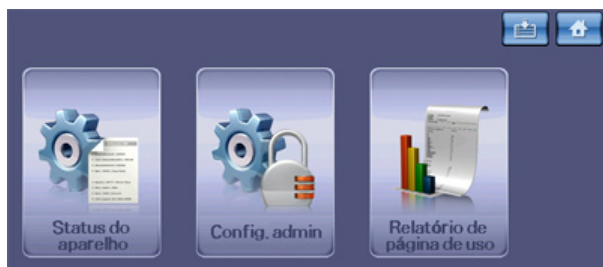 Status do
aparelho
Config. admin
Relatório de
página de uso